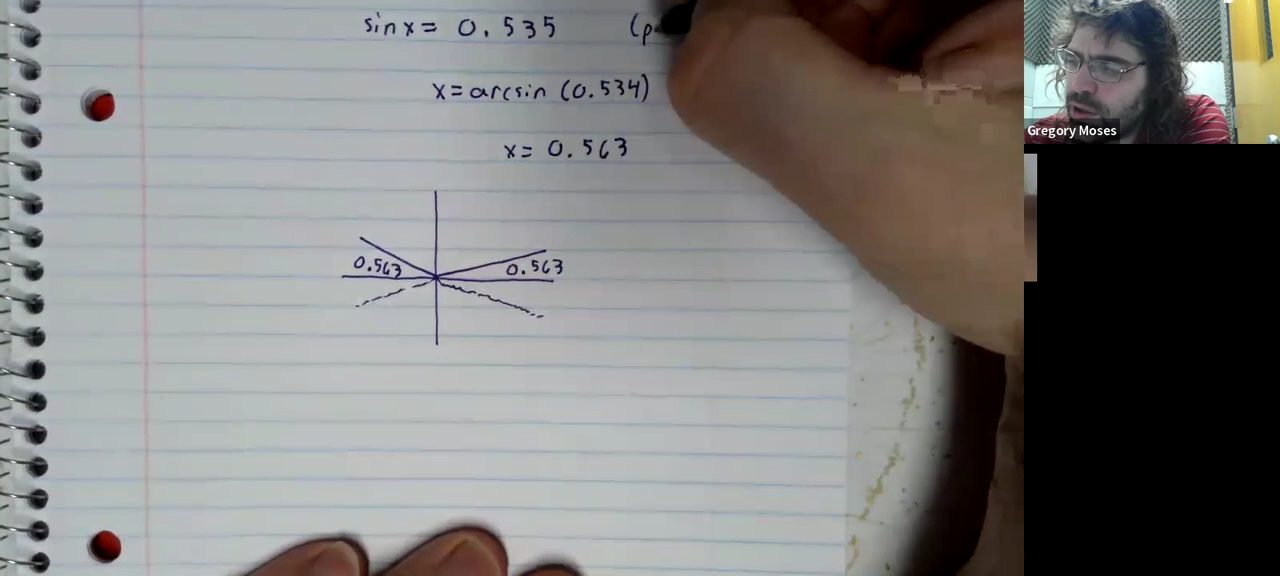 sin x = 0.535 (p
x = arcsin (0.534)
x = 0.563
0.563 0.563
Gregory Moses